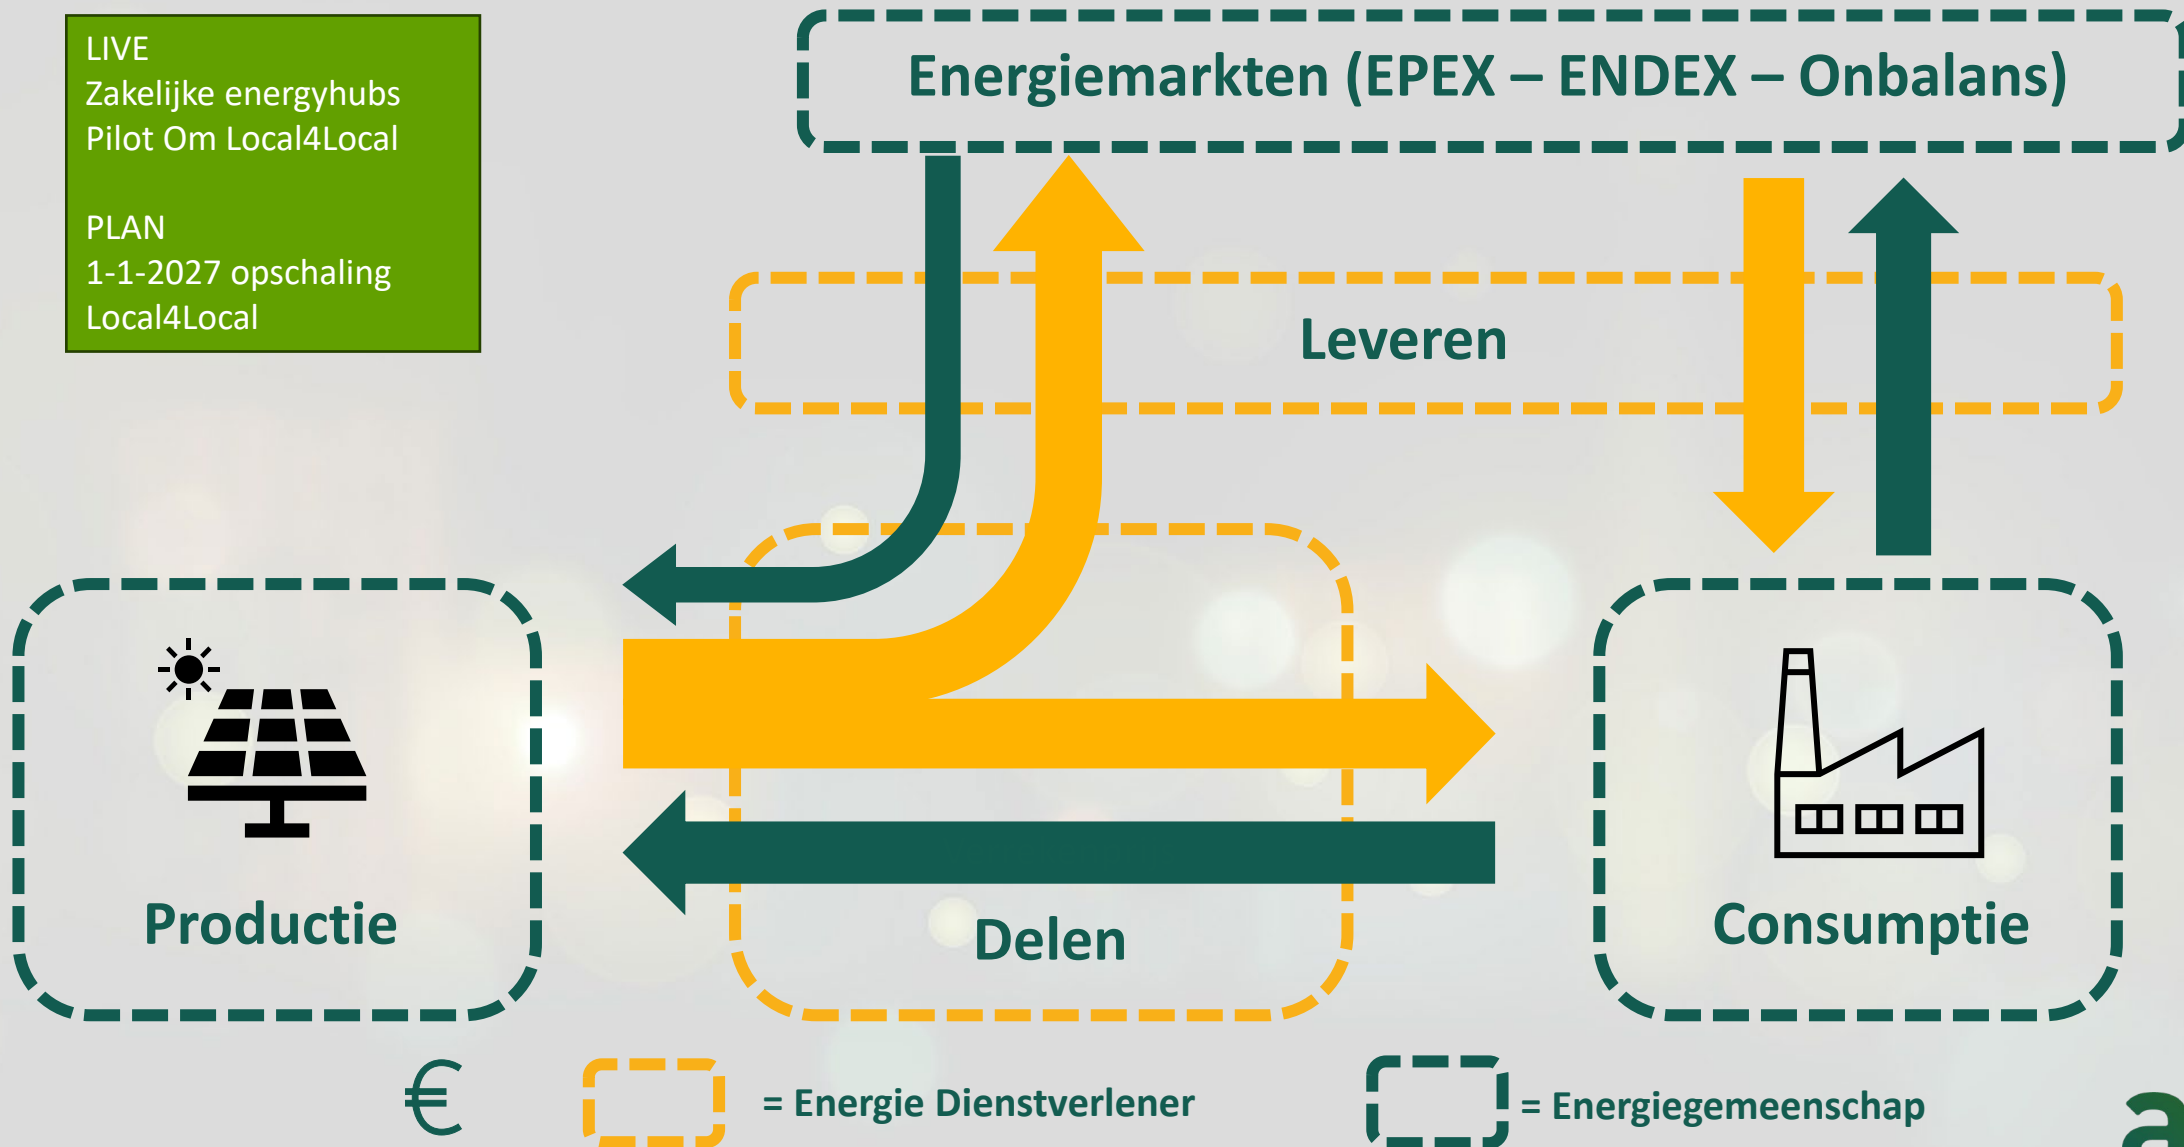 LIVE
Zakelijke energyhubs
Pilot Om Local4Local
PLAN
1-1-2027 opschaling
Local4Local
Energiemarkten (EPEX – ENDEX – Onbalans)
Leveren
Productie
Delen
Consumptie
€
= Energie Dienstverlener
= Energiegemeenschap
a